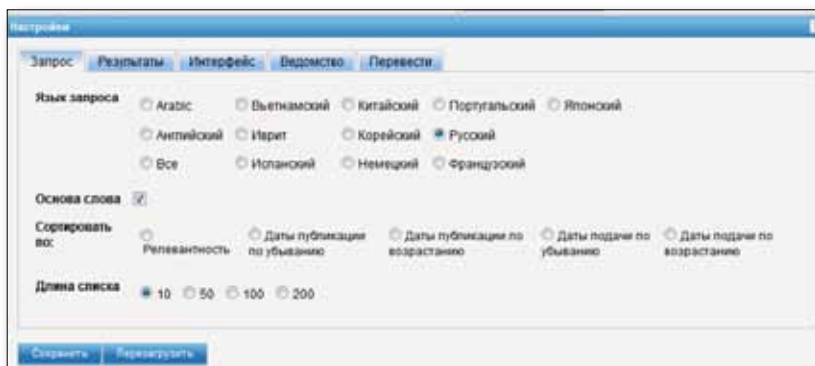 Настройки
Запрос Результаты Интерфейс Ведомство Перевести
Язык запроса
Arabic Вьетнамский Китайский Португальский Японский
Английский Иврит Корейский Русский
Все Испанский Немецкий Французский
Основа слова
Сортировать по:
Релевантность Даты публикации по убыванию Даты публикации по возрастанию Даты подачи по убыванию Даты подачи по возрастанию
Длина списка 10 50 100 200
Сохранить Перезагрузить